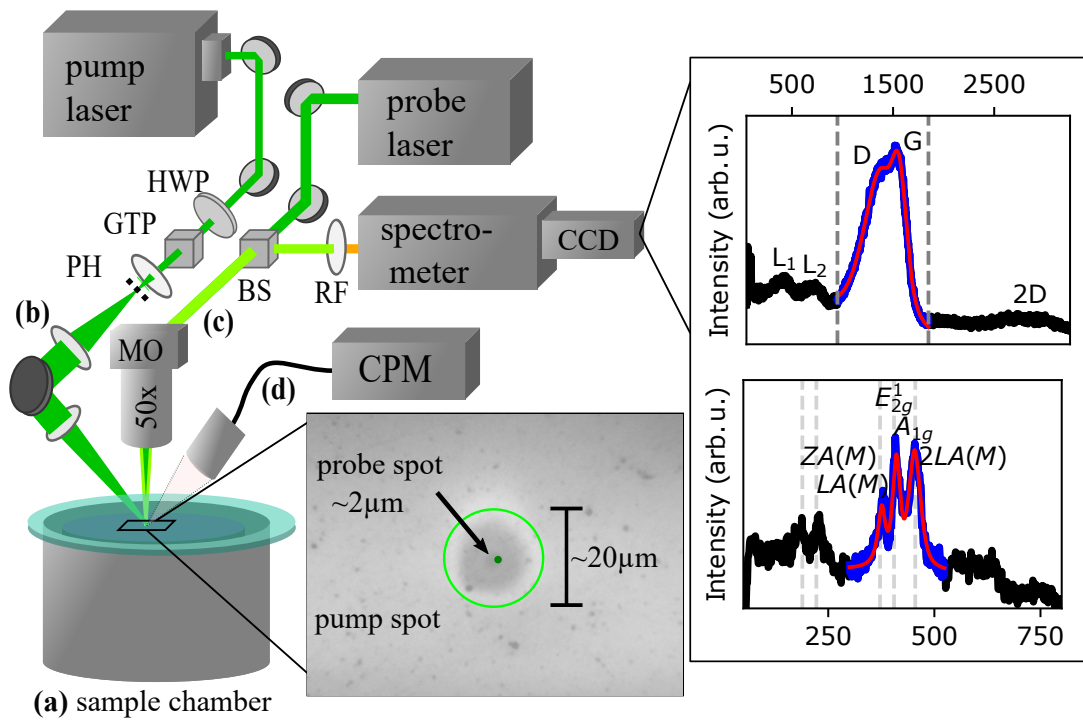 pump
laser
probe
laser
HWP
GTP
PH
BS
RF
spectro-
meter
CCD
(b)
(c)
MO
50x
(d)
CPM
probe spot
~2µm
~20µm
pump spot
(a) sample chamber
500 1500 2500
Intensity (arb. u.)
D G
L₁ L₂
2D
Intensity (arb. u.)
E¹₂g
A₁g
ZA(M) 2LA(M)
LA(M)
250 500 750